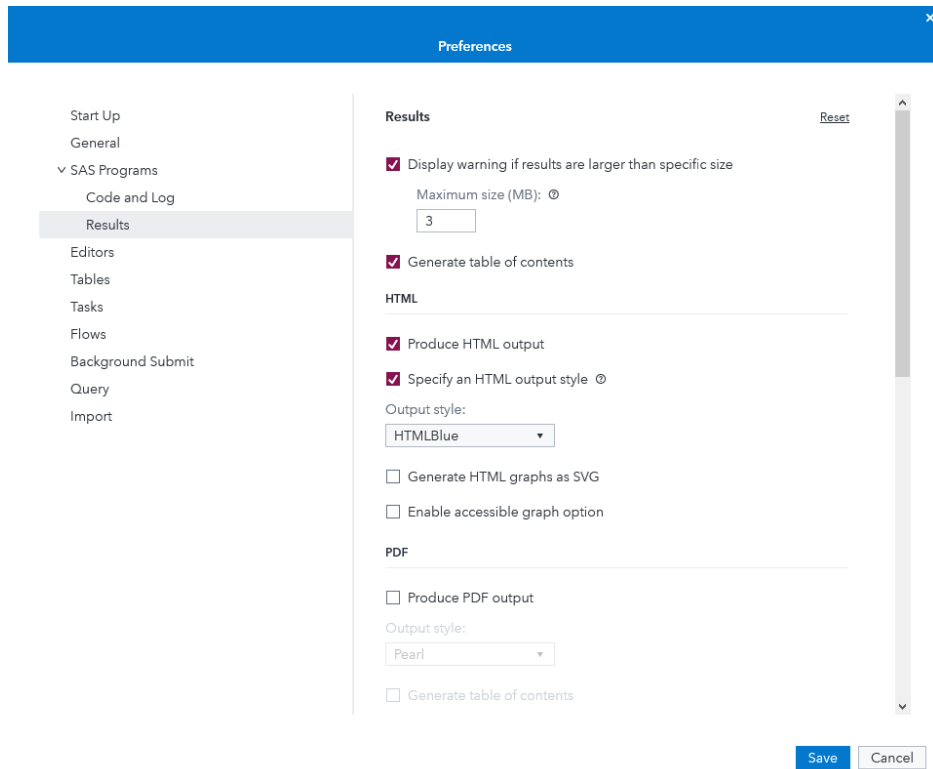 Preferences
Start Up
General
SAS Programs
Code and Log
Results
Editors
Tables
Tasks
Flows
Background Submit
Query
Import
Results
Reset
Display warning if results are larger than specific size
Maximum size (MB):
3
Generate table of contents
HTML
Produce HTML output
Specify an HTML output style
Output style:
HTMLBlue
Generate HTML graphs as SVG
Enable accessible graph option
PDF
Produce PDF output
Output style:
Pearl
Generate table of contents
Save
Cancel